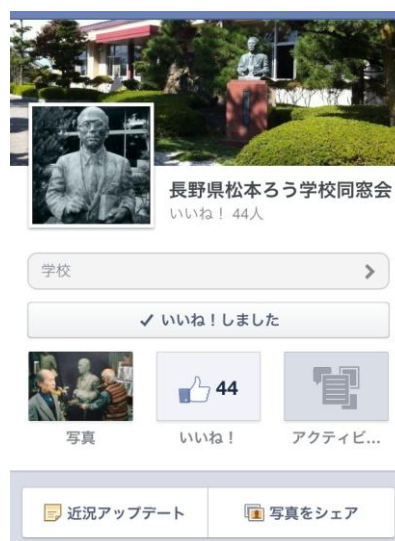 長野県松本ろう学校同窓会
いいね！ 44人
学校
✓ いいね！しました
44
写真
いいね！
アクティビ...
近況アップデート
写真をシェア